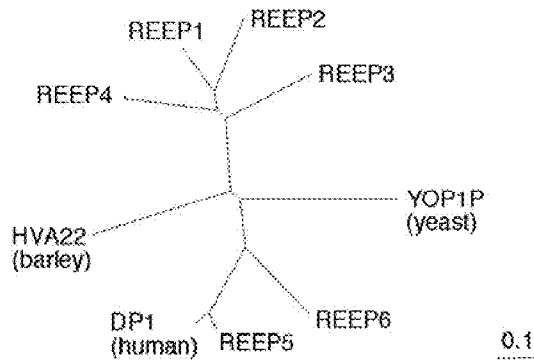 REEP2
REEP1
REEP3
REEP4
YOP1P
(yeast)
HVA22
(barley)
DP1
(human)
REEP5
REEP6
0.1